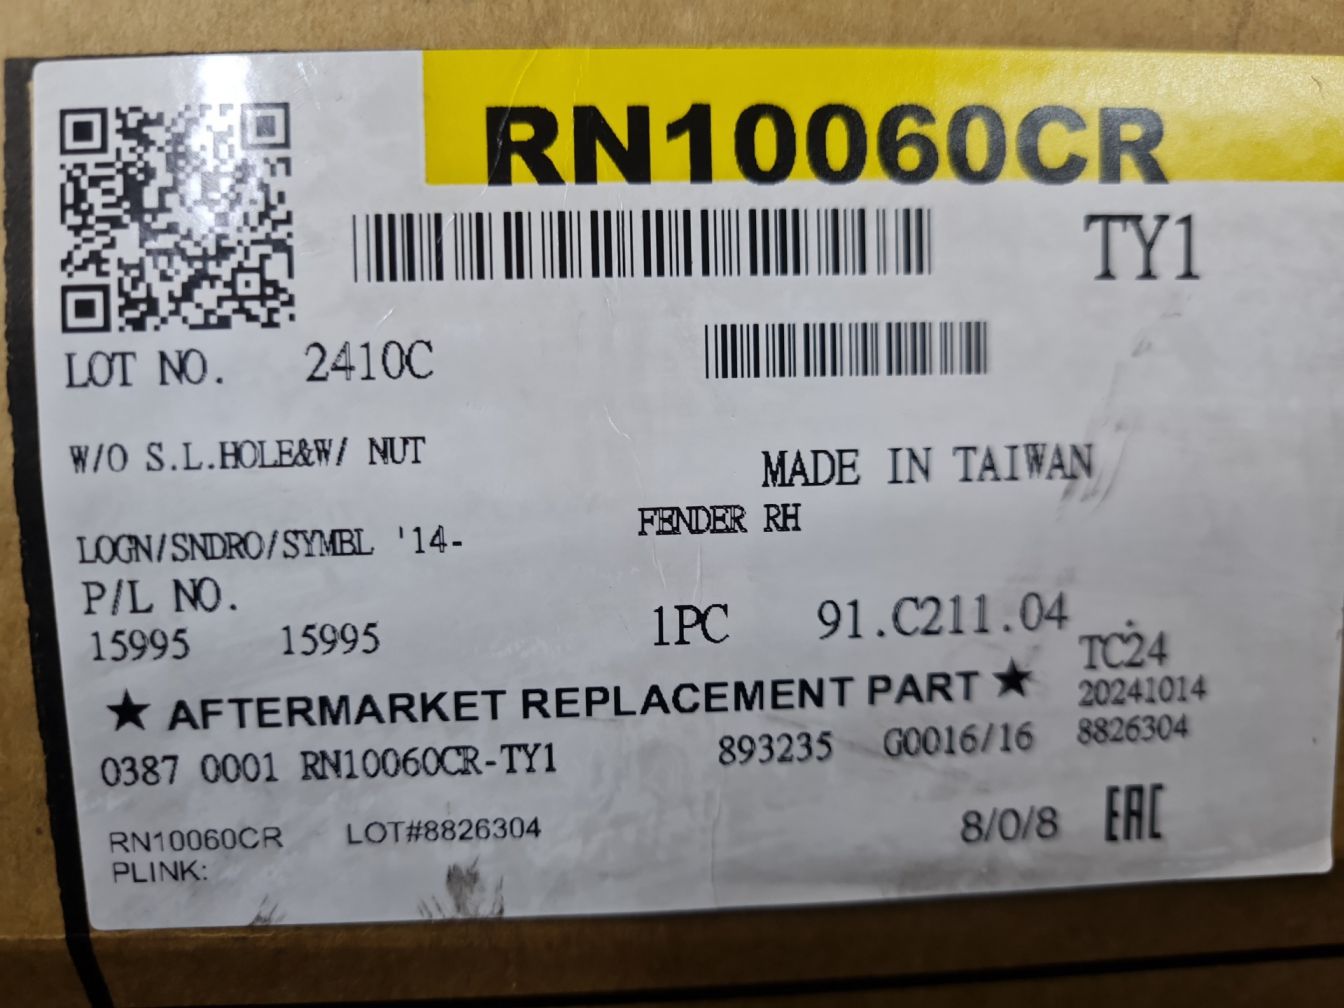 RN10060CR
TY1
LOT NO. 2410C
W/O S.L.HOLE&W/ NUT
MADE IN TAIWAN
FENDER RH
LOGN/SNDRO/SYMBL '14-
P/L NO.
15995 15995
1PC 91.C211.04
TC24
★ AFTERMARKET REPLACEMENT PART ★
20241014
0387 0001 RN10060CR-TY1 893235 G0016/16 8826304
RN10060CR LOT#8826304 8/0/8 EAC
PLINK: